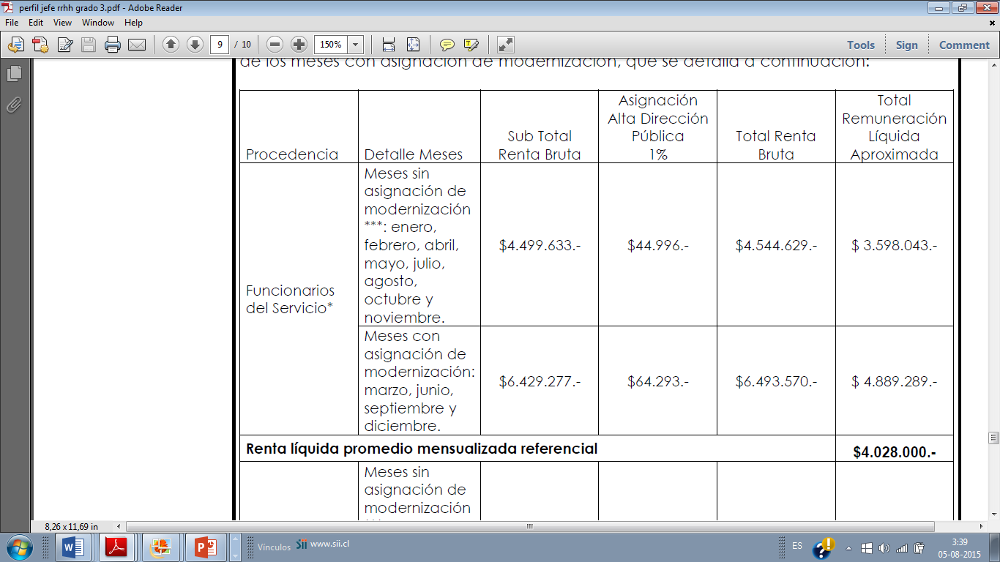 perfil jefe rrhh grado 3.pdf - Adobe Reader
File Edit View Window Help
9 / 10 150% Tools Sign Comment
de los meses con asignación de modernización, que se detalla a continuación:
Procedencia
Detalle Meses
Sub Total
Renta Bruta
Asignación
Alta Dirección
Pública
1%
Total Renta
Bruta
Total
Remuneración
Líquida
Aproximada
Funcionarios
del Servicio*
Meses sin
asignación de
modernización
***: enero,
febrero, abril,
mayo, julio,
agosto,
octubre y
noviembre.
$4.499.633.-
$44.996.-
$4.544.629.-
$ 3.598.043.-
Meses con
asignación de
modernización:
marzo, junio,
septiembre y
diciembre.
$6.429.277.-
$64.293.-
$6.493.570.-
$ 4.889.289.-
Renta líquida promedio mensualizada referencial
$4.028.000.-
Meses sin
asignación de
modernización
8,26 x 11,69 in
Vínculos
Sii www.sii.cl
ES
3:39
05-08-2015